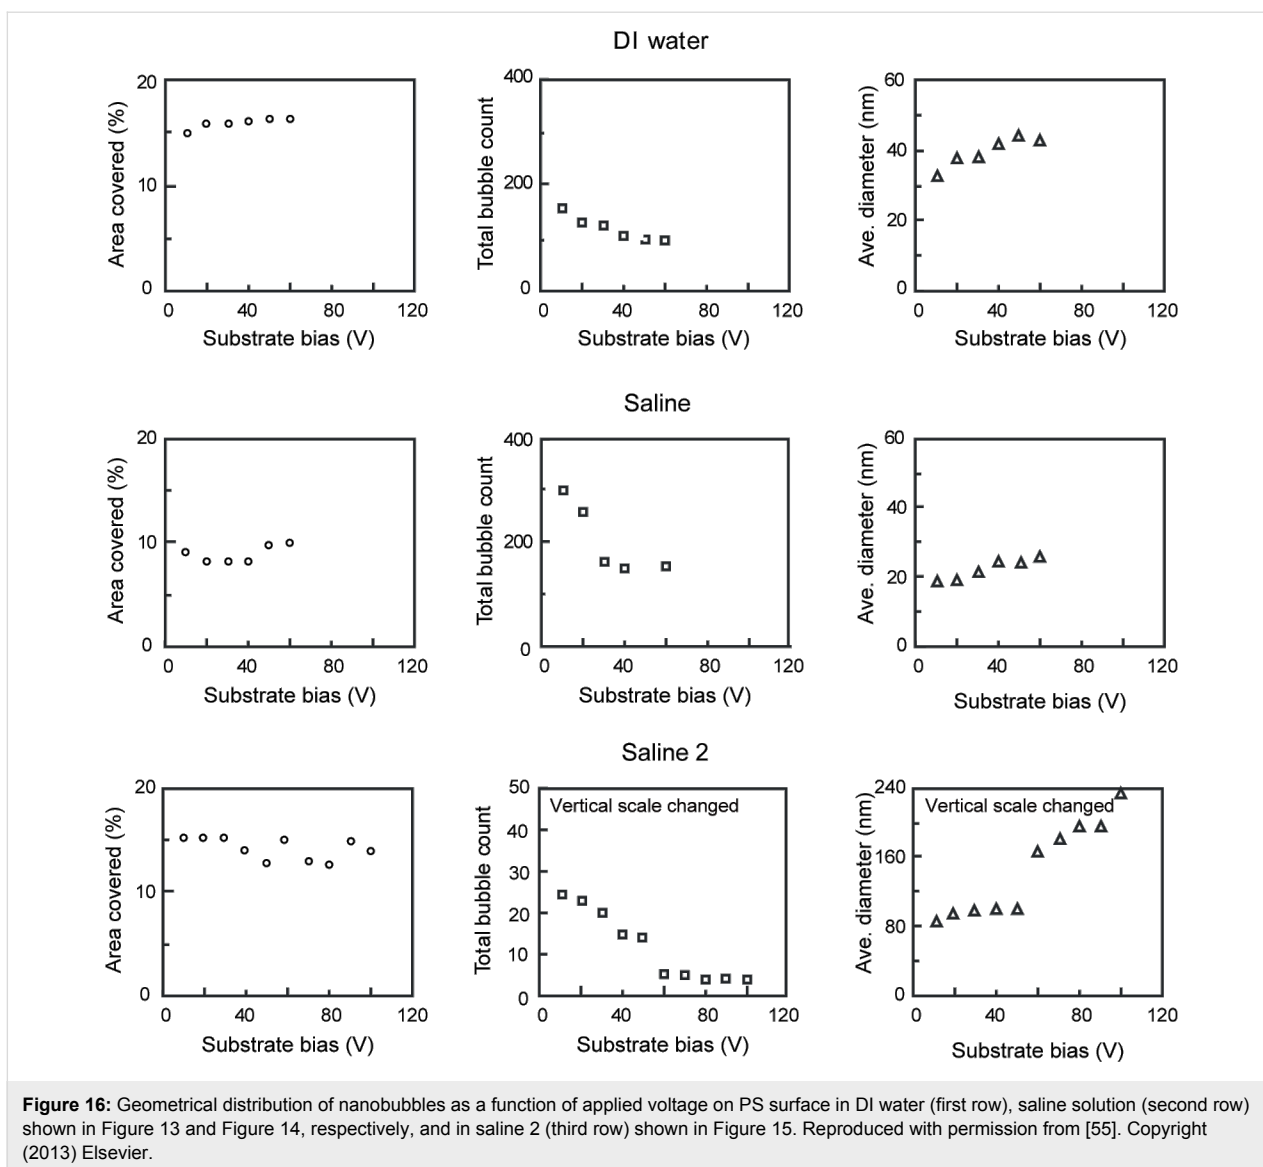 DI water
Area covered (%)
20
10
0
0 40 80 120
Substrate bias (V)
Total bubble count
400
200
0
0 40 80 120
Substrate bias (V)
Ave. diameter (nm)
60
40
20
0
0 40 80 120
Substrate bias (V)
Saline
Area covered (%)
20
10
0
0 40 80 120
Substrate bias (V)
Total bubble count
400
200
0
0 40 80 120
Substrate bias (V)
Ave. diameter (nm)
60
40
20
0
0 40 80 120
Substrate bias (V)
Saline 2
Area covered (%)
20
10
0
0 40 80 120
Substrate bias (V)
Total bubble count
50
40
30
20
10
0
Vertical scale changed
0 40 80 120
Substrate bias (V)
Ave. diameter (nm)
240
160
80
0
Vertical scale changed
0 40 80 120
Substrate bias (V)
Figure 16: Geometrical distribution of nanobubbles as a function of applied voltage on PS surface in DI water (first row), saline solution (second row)
shown in Figure 13 and Figure 14, respectively, and in saline 2 (third row) shown in Figure 15. Reproduced with permission from [55]. Copyright
(2013) Elsevier.